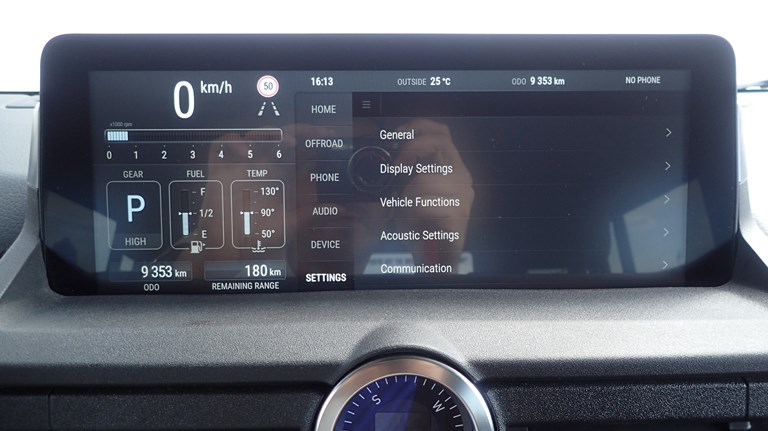 0 km/h
50
16:13
OUTSIDE 25 °C
ODO 9 353 km
NO PHONE
x1000 rpm
0 1 2 3 4 5 6
GEAR
P
HIGH
FUEL
F
1/2
E
TEMP
130°
90°
50°
9 353 km
ODO
180 km
REMAINING RANGE
HOME
OFFROAD
PHONE
AUDIO
DEVICE
SETTINGS
General
Display Settings
Vehicle Functions
Acoustic Settings
Communication
S
W